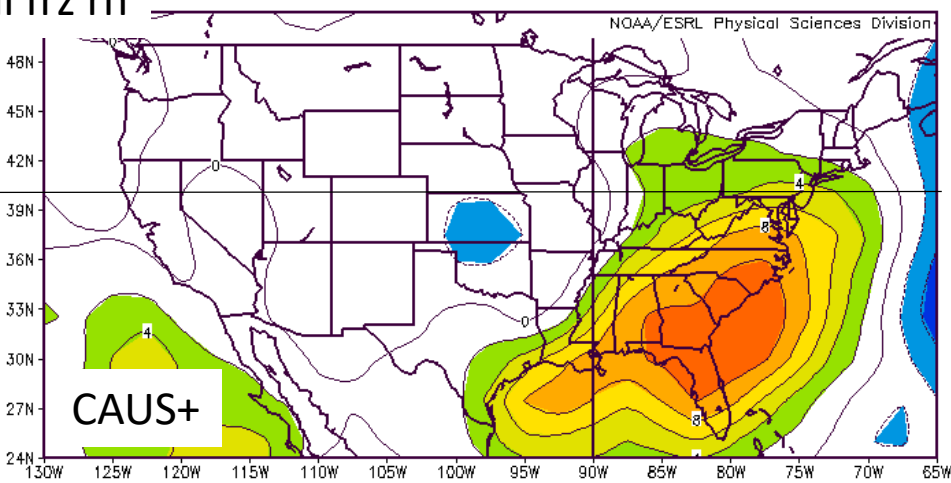 NOAA/ESRL Physical Sciences Division
0
48N
45N
42N
0
4
39N
8
36N
33N
0
4
30N
CAUS+
27N
8
24N
130W 125W 120W 115W 110W 105W 100W 95W 90W 85W 80W 75W 70W 65W